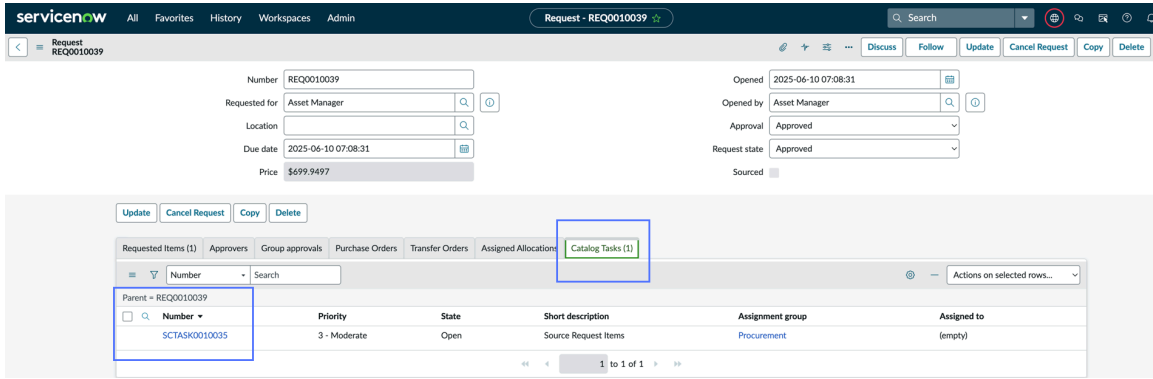 servicenow All Favorites History Workspaces Admin Request - REQ0010039 Search
Request
REQ0010039
Discuss Follow Update Cancel Request Copy Delete
Number REQ0010039 Opened 2025-06-10 07:08:31
Requested for Asset Manager Opened by Asset Manager
Location Approval Approved
Due date 2025-06-10 07:08:31 Request state Approved
Price $699.9497 Sourced
Update Cancel Request Copy Delete
Requested Items (1) Approvers Group approvals Purchase Orders Transfer Orders Assigned Allocations Catalog Tasks (1)
Number Search Actions on selected rows...
Parent = REQ0010039
Number Priority State Short description Assignment group Assigned to
SCTASK0010035 3 - Moderate Open Source Request Items Procurement (empty)
1 to 1 of 1